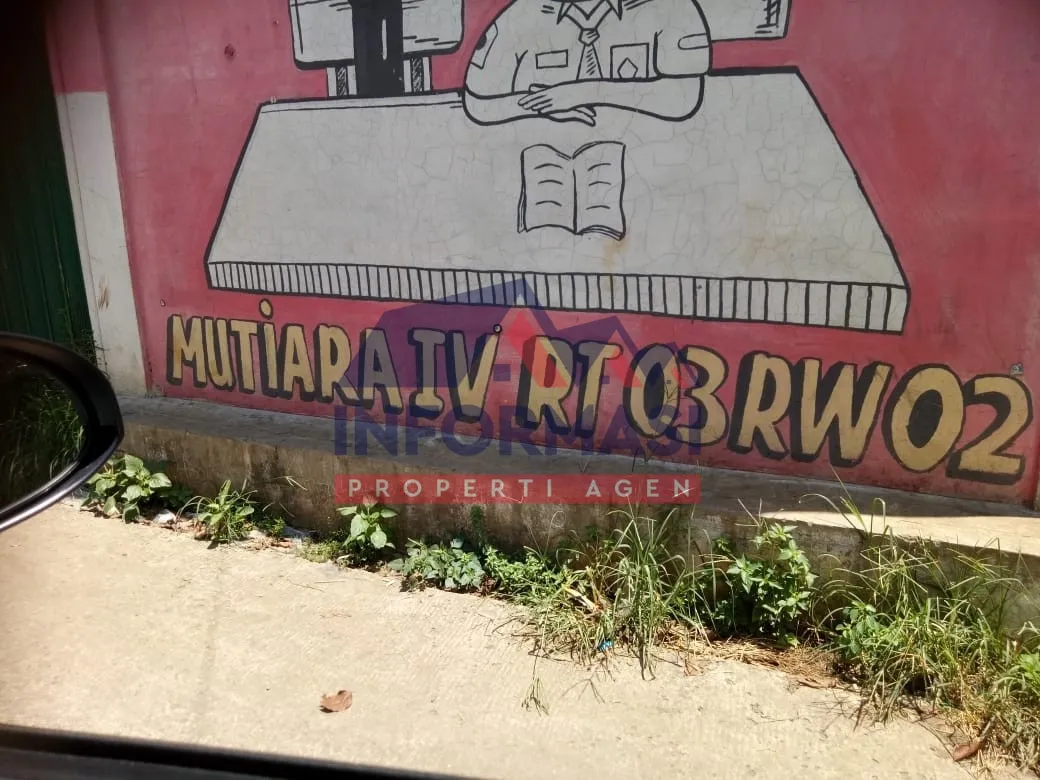 MUTiARA IV RT 03 RW 02
INFORMASI
PROPERTI AGEN